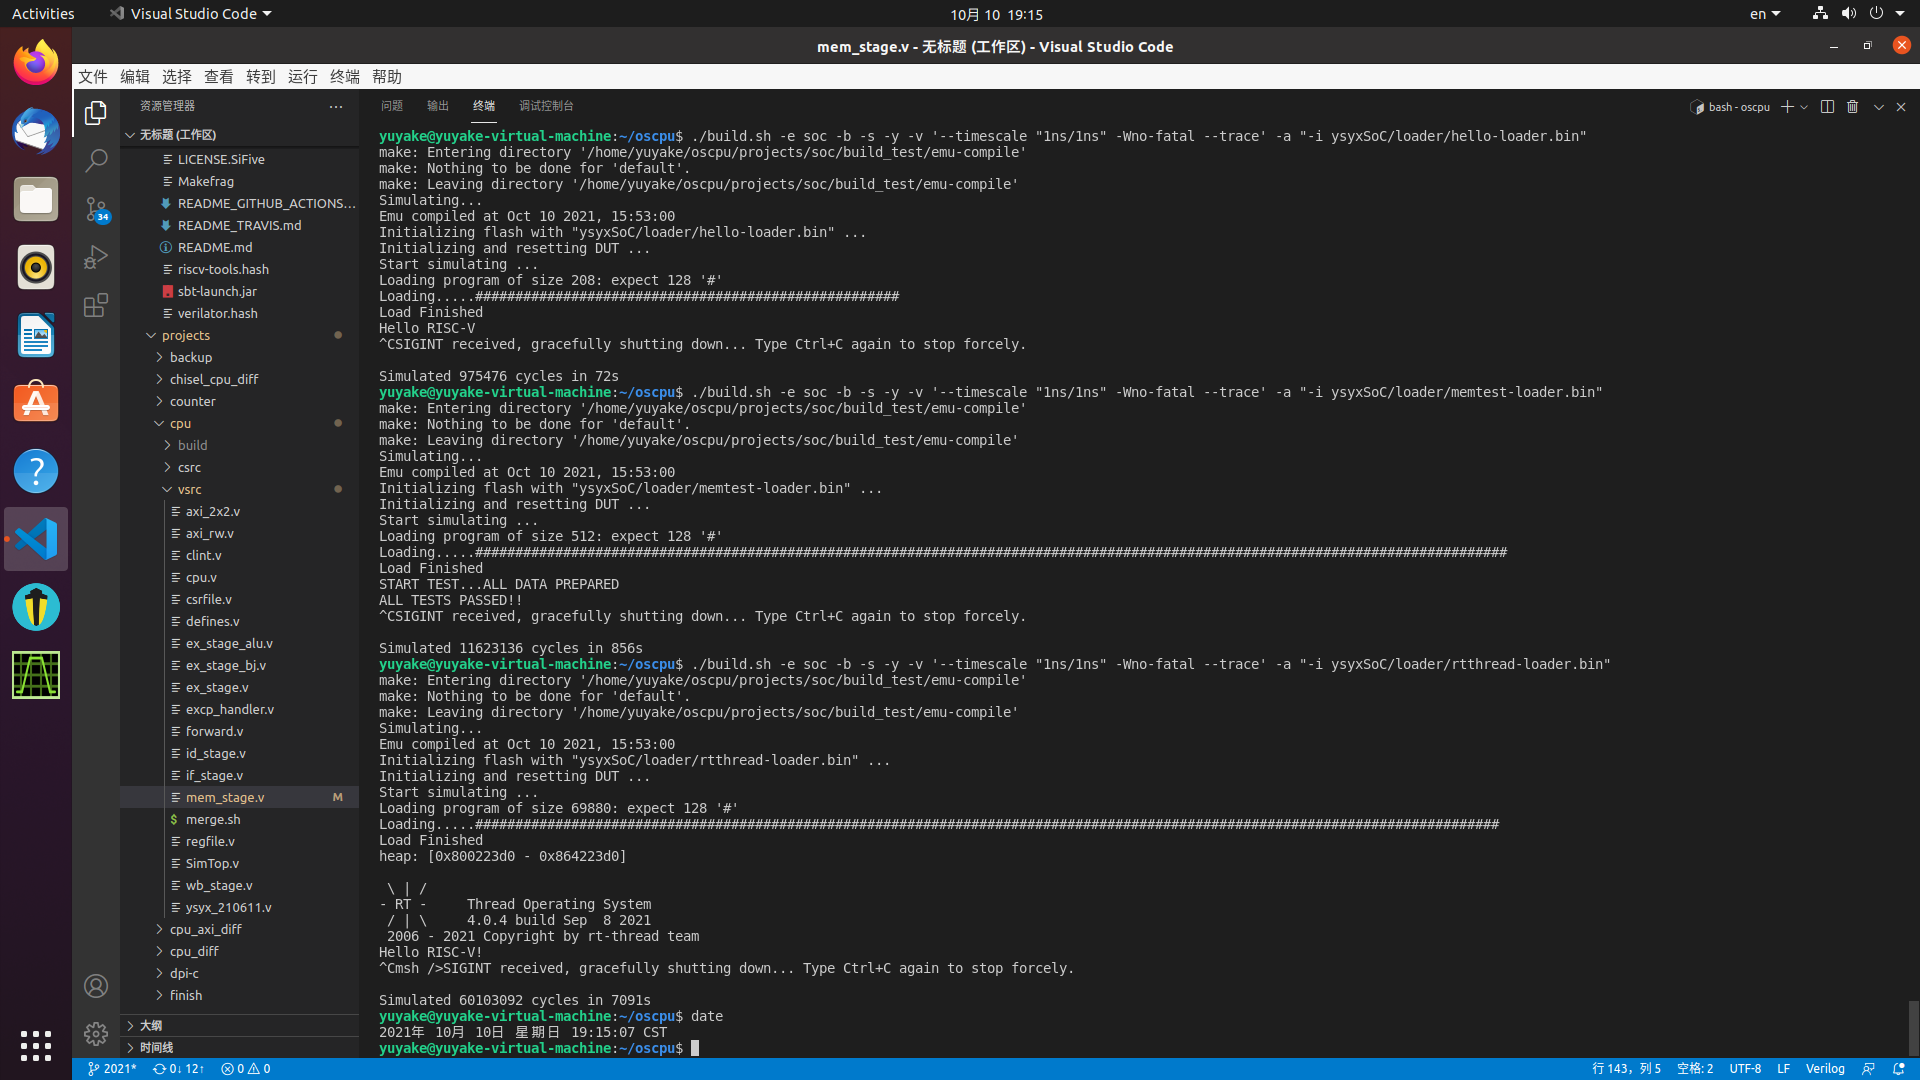 Activities
Visual Studio Code
10月 10 19:15
en
mem_stage.v - 无标题 (工作区) - Visual Studio Code
文件 编辑 选择 查看 转到 运行 终端 帮助
资源管理器
无标题 (工作区)
LICENSE.SiFive
Makefrag
README_GITHUB_ACTIONS...
README_TRAVIS.md
README.md
riscv-tools.hash
sbt-launch.jar
verilator.hash
projects
backup
chisel_cpu_diff
counter
cpu
build
csrc
vsrc
axi_2x2.v
axi_rw.v
clint.v
cpu.v
csrfile.v
defines.v
ex_stage_alu.v
ex_stage_bj.v
ex_stage.v
excp_handler.v
forward.v
id_stage.v
if_stage.v
mem_stage.v M
merge.sh
regfile.v
SimTop.v
wb_stage.v
ysyx_210611.v
cpu_axi_diff
cpu_diff
dpi-c
finish
大纲
时间线
34
问题 输出 终端 调试控制台
bash - oscpu
yuyake@yuyake-virtual-machine:~/oscpu$ ./build.sh -e soc -b -s -y -v '--timescale "1ns/1ns" -Wno-fatal --trace' -a "-i ysyxSoC/loader/hello-loader.bin"
make: Entering directory '/home/yuyake/oscpu/projects/soc/build_test/emu-compile'
make: Nothing to be done for 'default'.
make: Leaving directory '/home/yuyake/oscpu/projects/soc/build_test/emu-compile'
Simulating...
Emu compiled at Oct 10 2021, 15:53:00
Initializing flash with "ysyxSoC/loader/hello-loader.bin" ...
Initializing and resetting DUT ...
Start simulating ...
Loading program of size 208: expect 128 '#'
Loading.....#####################################################
Load Finished
Hello RISC-V
^CSIGINT received, gracefully shutting down... Type Ctrl+C again to stop forcely.
Simulated 975476 cycles in 72s
yuyake@yuyake-virtual-machine:~/oscpu$ ./build.sh -e soc -b -s -y -v '--timescale "1ns/1ns" -Wno-fatal --trace' -a "-i ysyxSoC/loader/memtest-loader.bin"
make: Entering directory '/home/yuyake/oscpu/projects/soc/build_test/emu-compile'
make: Nothing to be done for 'default'.
make: Leaving directory '/home/yuyake/oscpu/projects/soc/build_test/emu-compile'
Simulating...
Emu compiled at Oct 10 2021, 15:53:00
Initializing flash with "ysyxSoC/loader/memtest-loader.bin" ...
Initializing and resetting DUT ...
Start simulating ...
Loading program of size 512: expect 128 '#'
Loading.....#################################################################################################################################
Load Finished
START TEST...ALL DATA PREPARED
ALL TESTS PASSED!!
^CSIGINT received, gracefully shutting down... Type Ctrl+C again to stop forcely.
Simulated 11623136 cycles in 856s
yuyake@yuyake-virtual-machine:~/oscpu$ ./build.sh -e soc -b -s -y -v '--timescale "1ns/1ns" -Wno-fatal --trace' -a "-i ysyxSoC/loader/rtthread-loader.bin"
make: Entering directory '/home/yuyake/oscpu/projects/soc/build_test/emu-compile'
make: Nothing to be done for 'default'.
make: Leaving directory '/home/yuyake/oscpu/projects/soc/build_test/emu-compile'
Simulating...
Emu compiled at Oct 10 2021, 15:53:00
Initializing flash with "ysyxSoC/loader/rtthread-loader.bin" ...
Initializing and resetting DUT ...
Start simulating ...
Loading program of size 69880: expect 128 '#'
Loading.....################################################################################################################################
Load Finished
heap: [0x800223d0 - 0x864223d0]
 \ | /
- RT -     Thread Operating System
 / | \     4.0.4 build Sep  8 2021
 2006 - 2021 Copyright by rt-thread team
Hello RISC-V!
^Cmsh />SIGINT received, gracefully shutting down... Type Ctrl+C again to stop forcely.
Simulated 60103092 cycles in 7091s
yuyake@yuyake-virtual-machine:~/oscpu$ date
2021年 10月 10日 星期日 19:15:07 CST
yuyake@yuyake-virtual-machine:~/oscpu$
2021* 0↓ 12↑ 0 0
行 143，列 5 空格: 2 UTF-8 LF Verilog